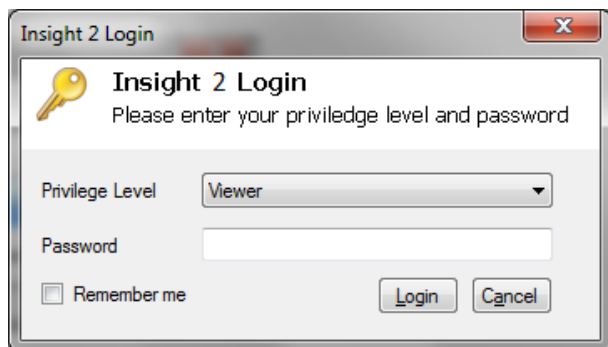 Insight 2 Login
Insight 2 Login
Please enter your priviledge level and password
Privilege Level
Viewer
Password
Remember me
Login
Cancel